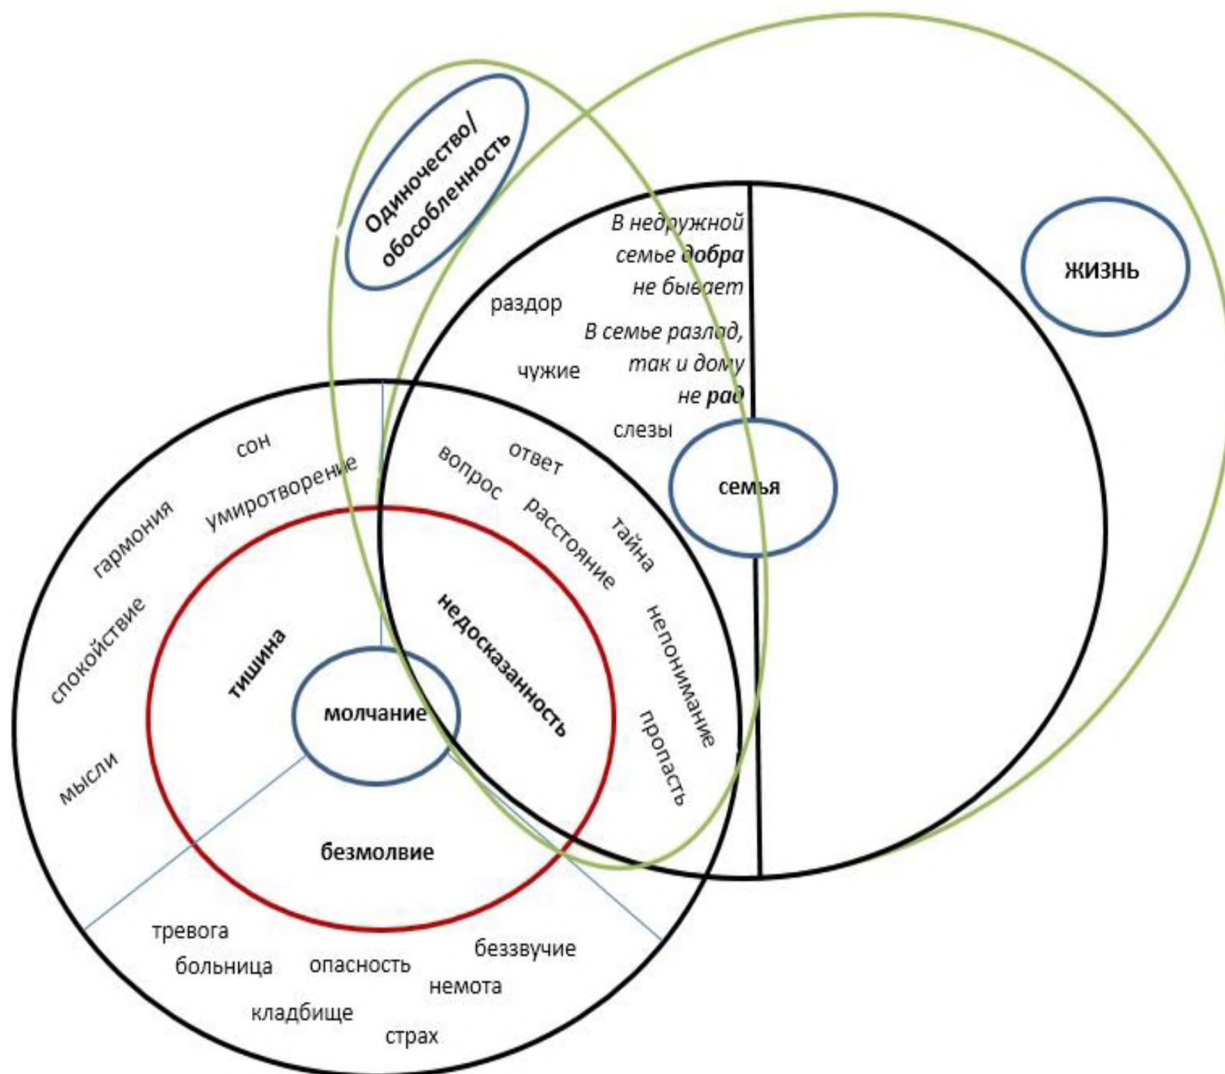 Одиночество/
обособленность
В недружной
семье добра
не бывает
ЖИЗНЬ
раздор
В семье разлад,
так и дому
не рад
чужие
слезы
семья
сон
умиротворение
гармония
спокойствие
мысли
ответ
вопрос
расстояние
тайна
непонимание
пропасть
тишина
недосказанность
молчание
безмолвие
тревога
больница
опасность
беззвучие
немота
кладбище
страх